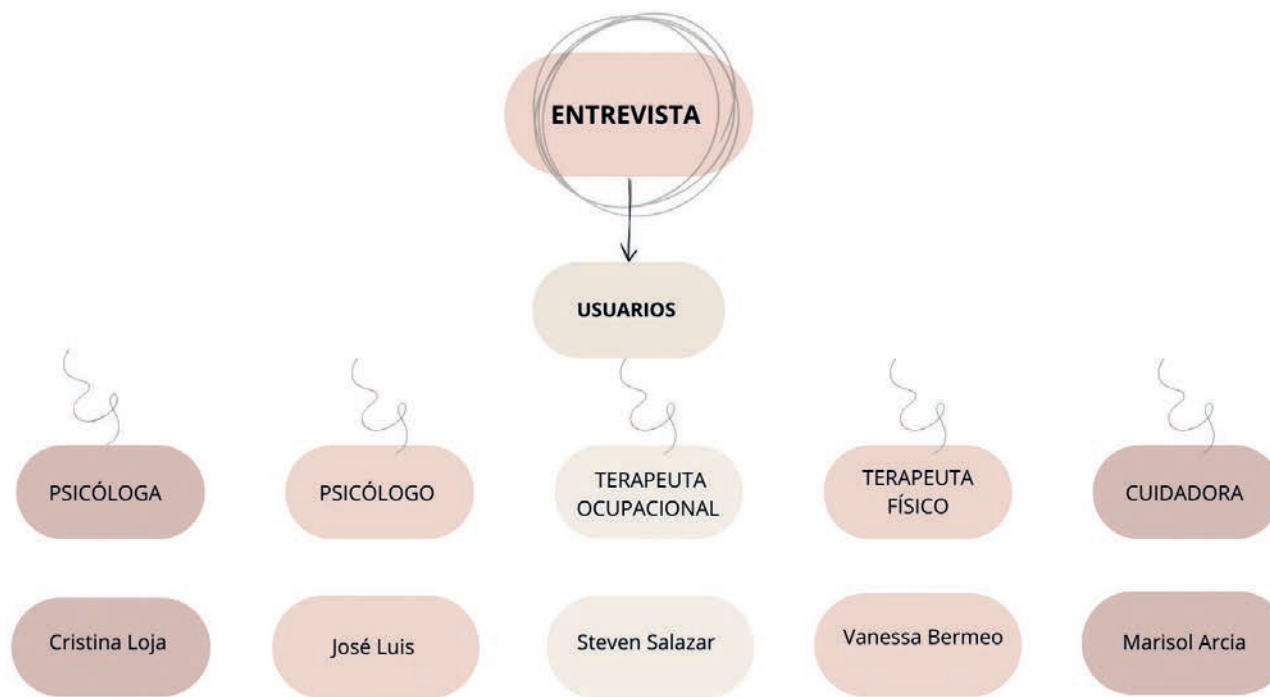 ENTREVISTA
USUARIOS
PSICÓLOGA
PSICÓLOGO
TERAPEUTA
OCUPACIONAL
TERAPEUTA
FÍSICO
CUIDADORA
Cristina Loja
José Luis
Steven Salazar
Vanessa Bermeo
Marisol Arcia